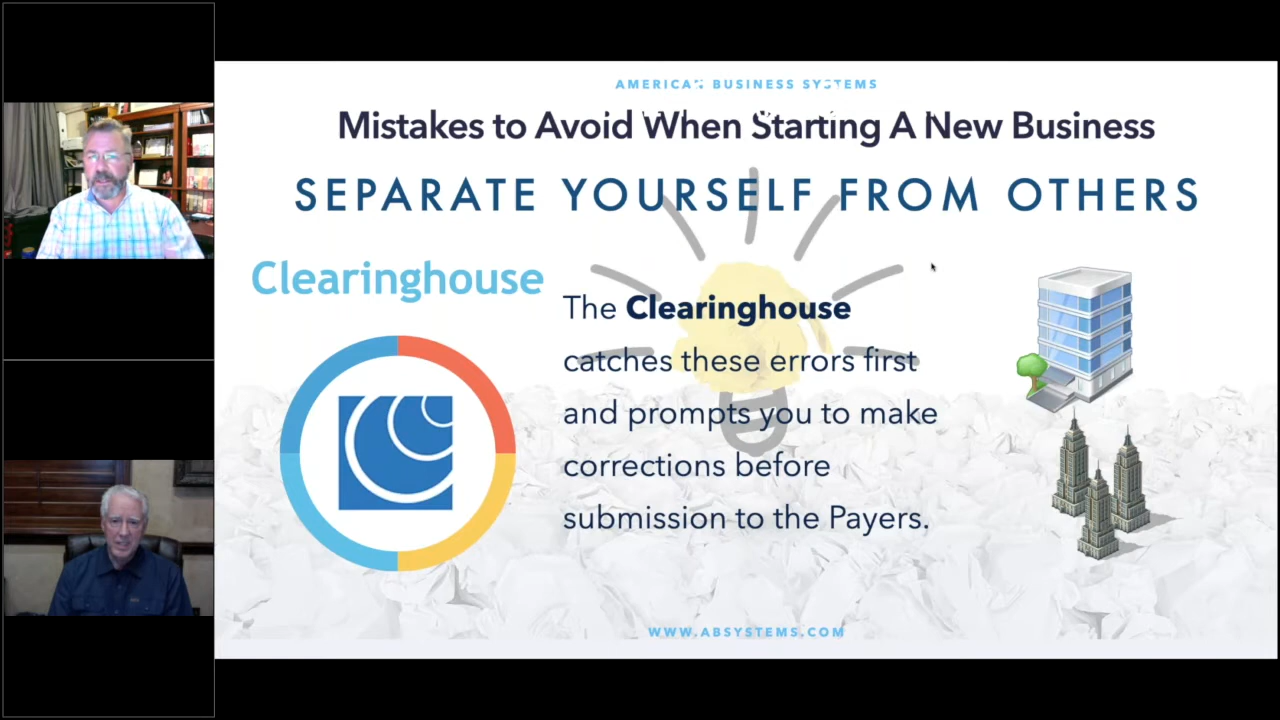 AMERICAN BUSINESS SYSTEMS
Mistakes to Avoid When Starting A New Business
SEPARATE YOURSELF FROM OTHERS
Clearinghouse
The Clearinghouse
catches these errors first
and prompts you to make
corrections before
submission to the Payers.
WWW.ABSYSTEMS.COM